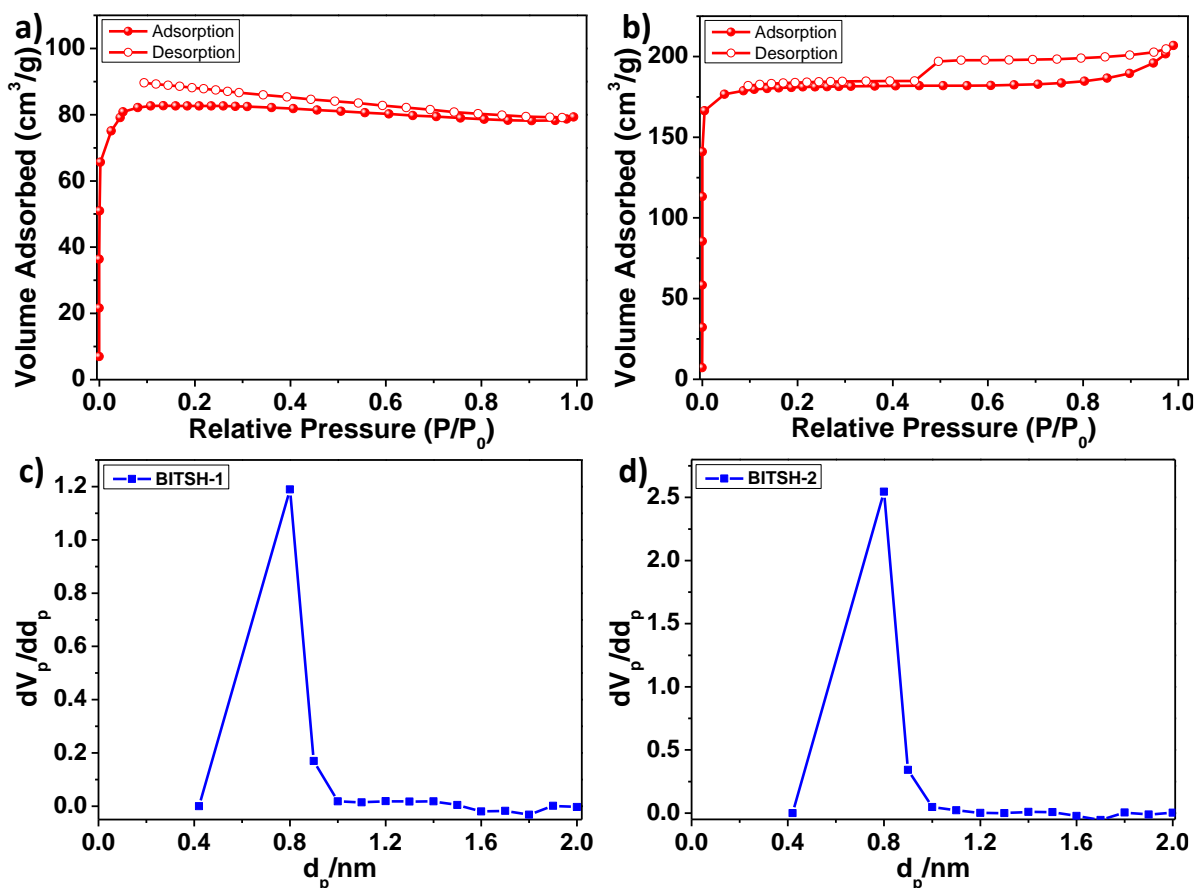 a)
Adsorption
Desorption
Volume Adsorbed (cm³/g)
100
80
60
40
20
0
0.0 0.2 0.4 0.6 0.8 1.0
Relative Pressure (P/P₀)
b)
Adsorption
Desorption
Volume Adsorbed (cm³/g)
200
150
100
50
0
0.0 0.2 0.4 0.6 0.8 1.0
Relative Pressure (P/P₀)
c)
BITSH-1
dVₚ/ddₚ
1.2
1.0
0.8
0.6
0.4
0.2
0.0
0.0 0.4 0.8 1.2 1.6 2.0
dₚ/nm
d)
BITSH-2
dVₚ/ddₚ
2.5
2.0
1.5
1.0
0.5
0.0
0.0 0.4 0.8 1.2 1.6 2.0
dₚ/nm